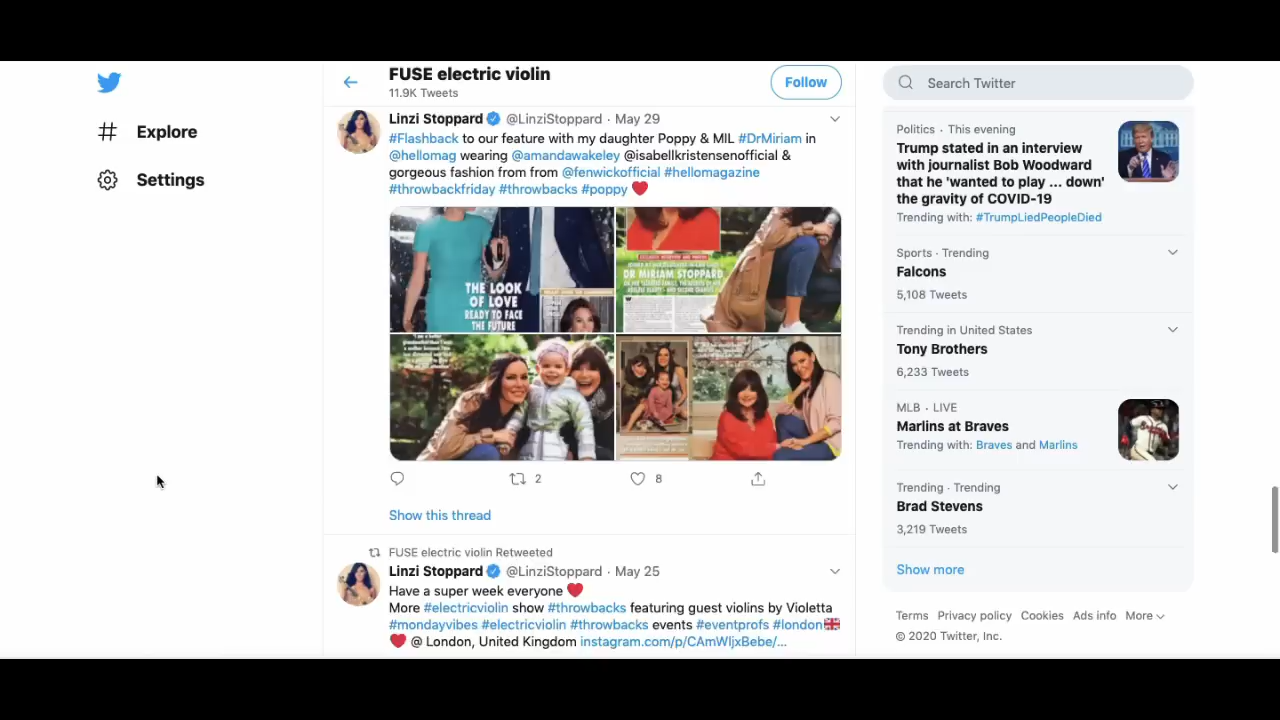 Explore
Settings
FUSE electric violin
11.9K Tweets
Follow
Linzi Stoppard @LinziStoppard · May 29
#Flashback to our feature with my daughter Poppy & MIL #DrMiriam in
@hellomag wearing @amandawakeley @isabellkristensenofficial &
gorgeous fashion from from @fenwickofficial #hellomagazine
#throwbackfriday #throwbacks #poppy ❤️
THE LOOK
OF LOVE
READY TO FACE
THE FUTURE
DR MIRIAM
STOPPARD
2
8
Show this thread
FUSE electric violin Retweeted
Linzi Stoppard @LinziStoppard · May 25
Have a super week everyone ❤️
More #electricviolin show #throwbacks featuring guest violins by Violetta
#mondayvibes #electricviolin #throwbacks events #eventprofs #london🇬🇧
❤️ @ London, United Kingdom instagram.com/p/CAmWljxBebe/...
Search Twitter
Politics · This evening
Trump stated in an interview
with journalist Bob Woodward
that he 'wanted to play ... down'
the gravity of COVID-19
Trending with: #TrumpLiedPeopleDied
Sports · Trending
Falcons
5,108 Tweets
Trending in United States
Tony Brothers
6,233 Tweets
MLB · LIVE
Marlins at Braves
Trending with: Braves and Marlins
Trending · Trending
Brad Stevens
3,219 Tweets
Show more
Terms Privacy policy Cookies Ads info More
© 2020 Twitter, Inc.